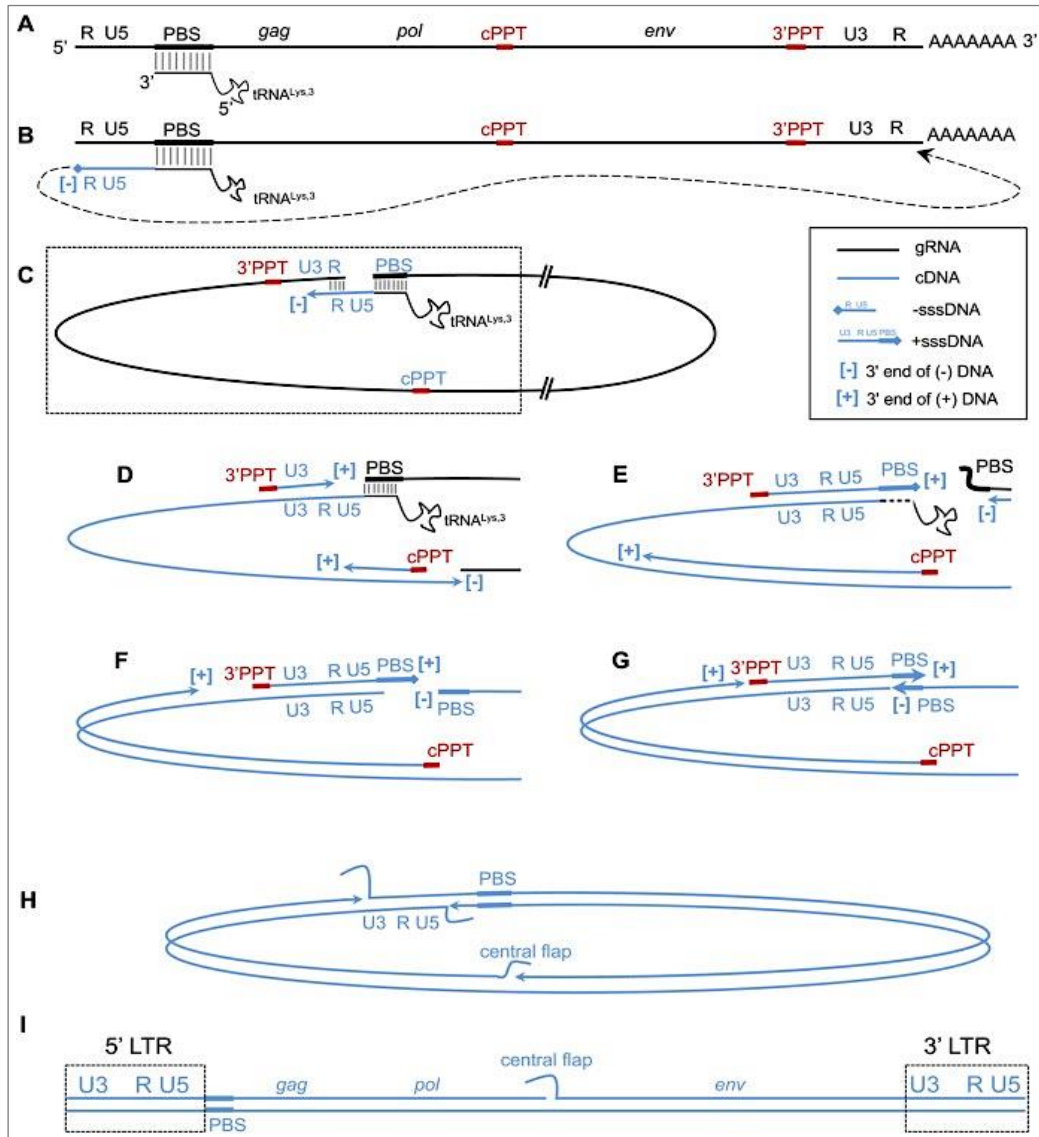 A
R U5 PBS gag pol cPPT env 3'PPT U3 R
5' AAAAAAA 3'
3'
5' tRNALys,3
B
R U5 PBS cPPT 3'PPT U3 R AAAAAAA
[-] R U5 tRNALys,3
C
3'PPT U3 R PBS
[-] R U5 tRNALys,3
cPPT
gRNA
cDNA
R U5 -sssDNA
U3 R U5 PBS +sssDNA
[-] 3' end of (-) DNA
[+] 3' end of (+) DNA
D
3'PPT U3 [+] PBS
U3 R U5 tRNALys,3
[+] cPPT
[-]
E
3'PPT U3 R U5 PBS [+] PBS
U3 R U5 [-]
[+] cPPT
F
[+] 3'PPT U3 R U5 PBS [+]
U3 R U5 [-] PBS
cPPT
G
[+] 3'PPT U3 R U5 PBS [+]
U3 R U5 [-] PBS
cPPT
H
PBS
U3 R U5
central flap
I
5' LTR 3' LTR
central flap
U3 R U5 gag pol env U3 R U5
PBS